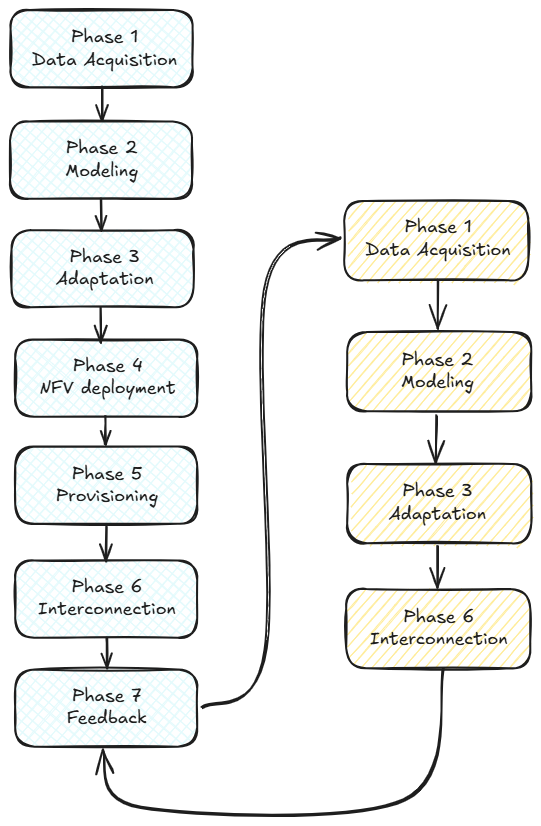 Phase 1
Data Acquisition
Phase 2
Modeling
Phase 3
Adaptation
Phase 4
NFV deployment
Phase 5
Provisioning
Phase 6
Interconnection
Phase 7
Feedback
Phase 1
Data Acquisition
Phase 2
Modeling
Phase 3
Adaptation
Phase 6
Interconnection